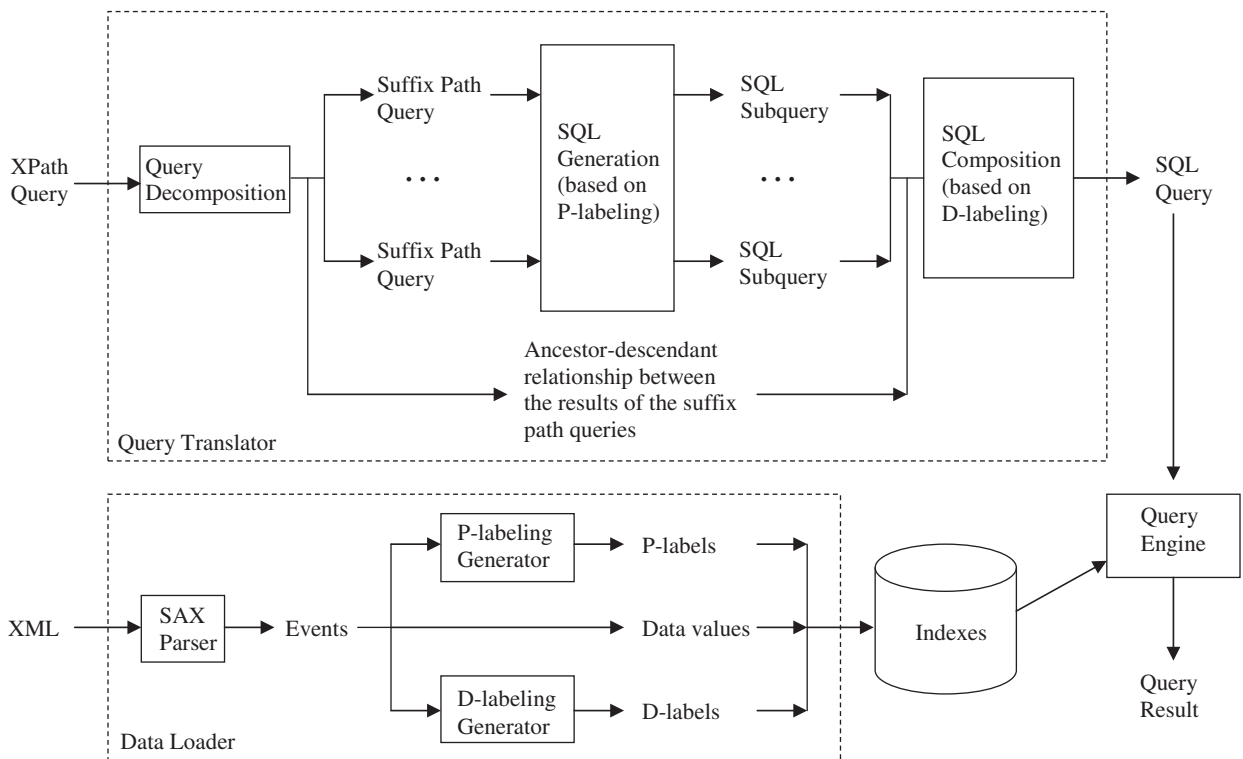 XPath
Query
Query
Decomposition
Suffix Path
Query
...
Suffix Path
Query
SQL
Generation
(based on
P-labeling)
SQL
Subquery
...
SQL
Subquery
SQL
Composition
(based on
D-labeling)
SQL
Query
Ancestor-descendant
relationship between
the results of the suffix
path queries
Query Translator
XML
SAX
Parser
Events
P-labeling
Generator
P-labels
Data values
D-labeling
Generator
D-labels
Data Loader
Indexes
Query
Engine
Query
Result